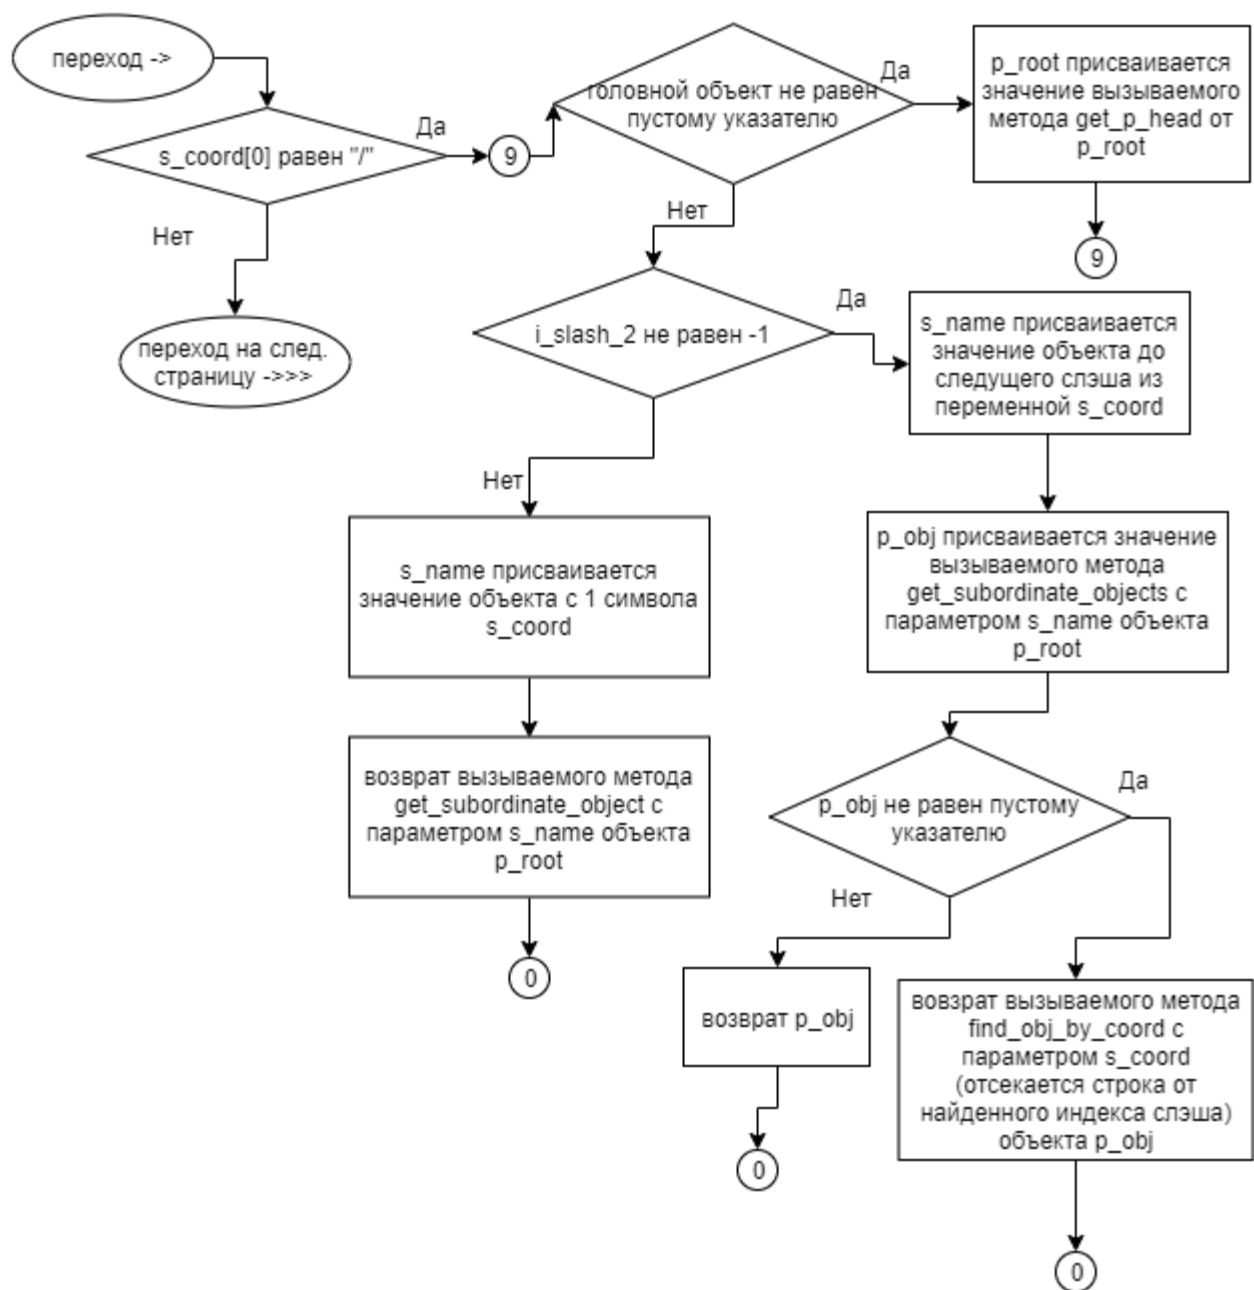 переход ->
s_coord[0] равен "/"
Да
9
Нет
переход на след.
страницу ->>>
головной объект не равен
пустому указателю
Да
p_root присваивается
значение вызываемого
метода get_p_head от
p_root
9
Нет
i_slash_2 не равен -1
Да
s_name присваивается
значение объекта до
следущего слэша из
переменной s_coord
Нет
s_name присваивается
значение объекта с 1 символа
s_coord
возврат вызываемого метода
get_subordinate_object с
параметром s_name объекта
p_root
0
p_obj присваивается значение
вызываемого метода
get_subordinate_objects с
параметром s_name объекта
p_root
p_obj не равен пустому
указателю
Да
Нет
возврат p_obj
0
вовзрат вызываемого метода
find_obj_by_coord с
параметром s_coord
(отсекается строка от
найденного индекса слэша)
объекта p_obj
0